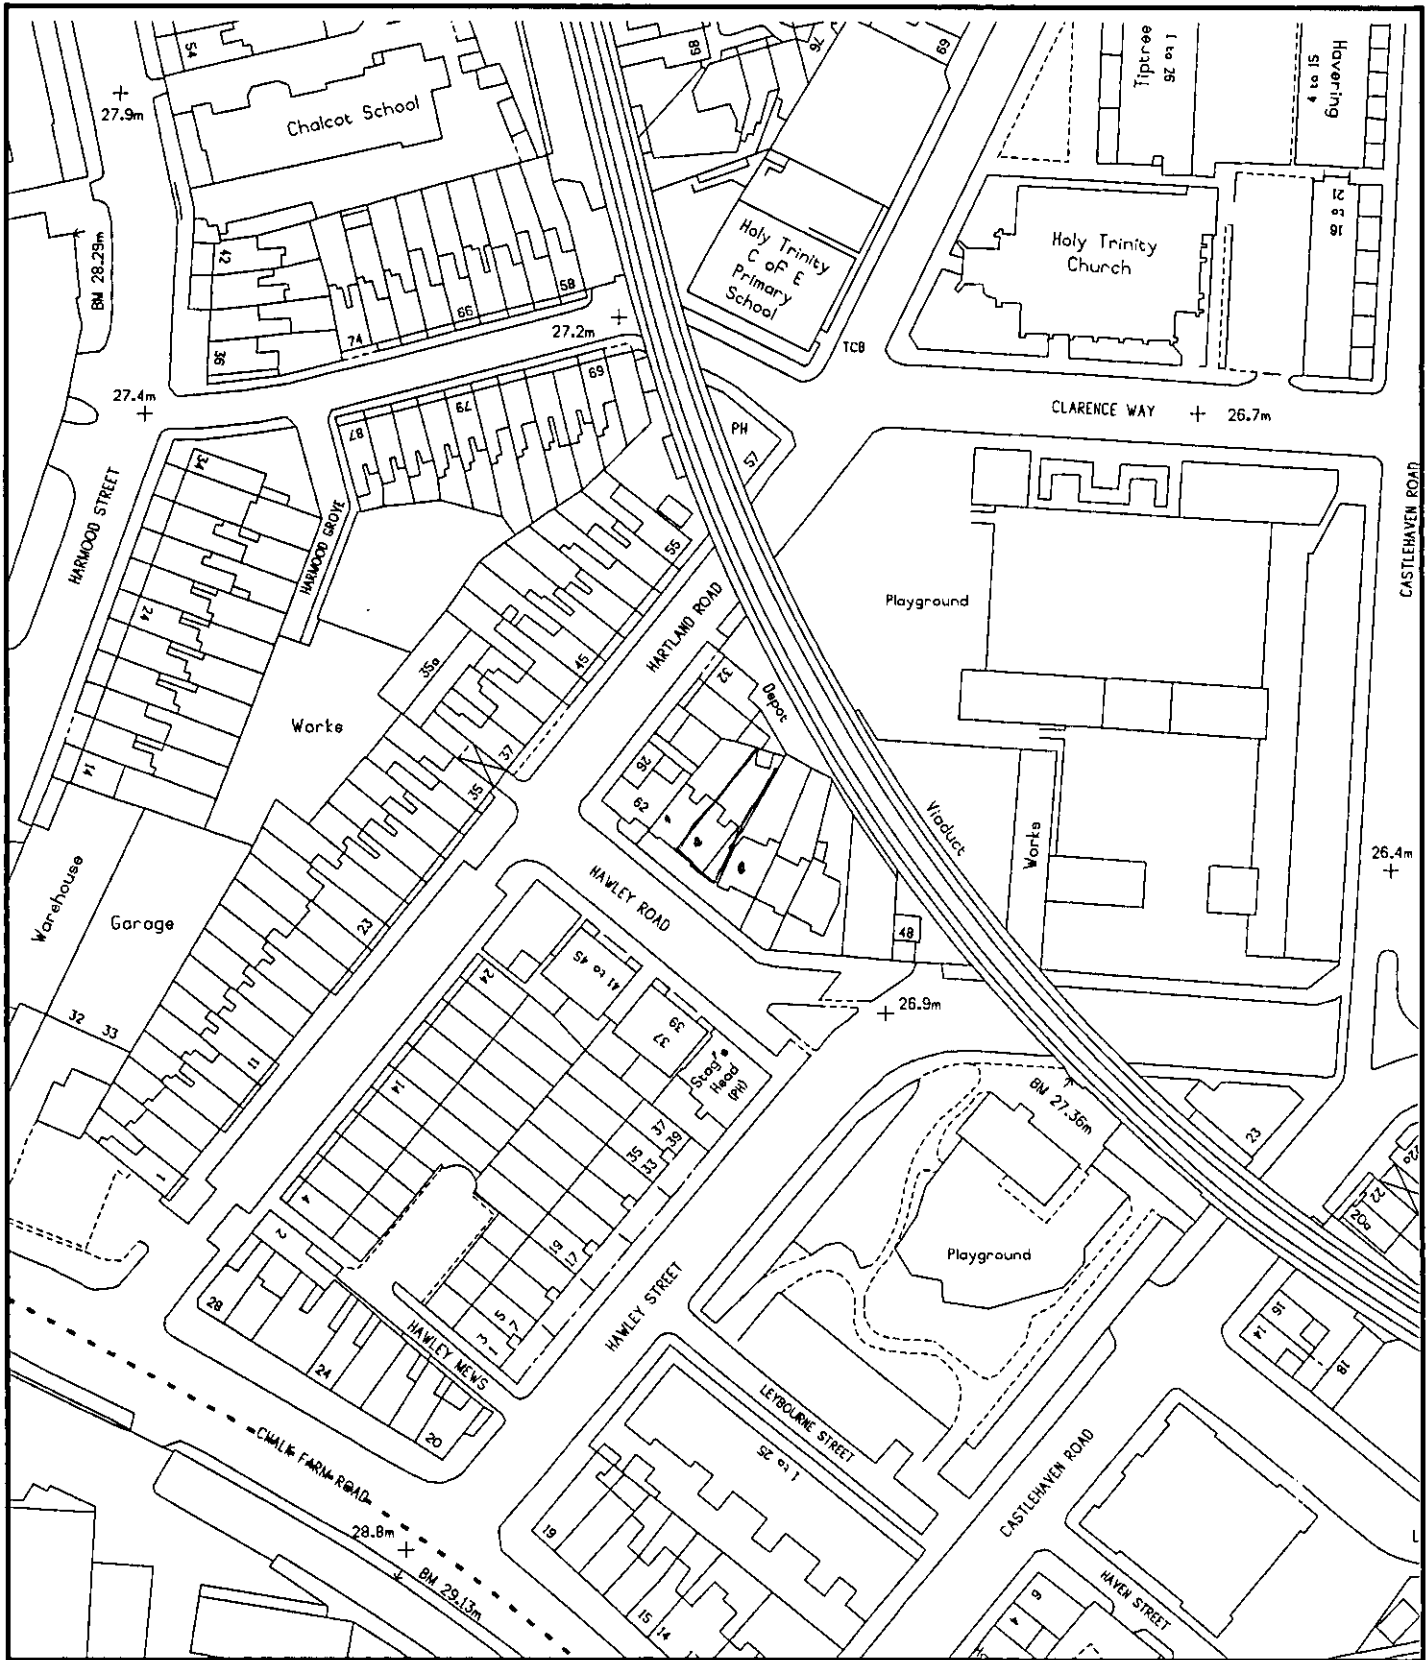 54
27.9m
Chalcot School
BM 28.29m
42
36
74
66
58
27.2m
27.4m
68
76
69
Tiptree
1 to 26
Havering
4 to 15
21 to 16
Holy Trinity
C of E
Primary
School
Holy Trinity
Church
TCB
CLARENCE WAY
26.7m
CASTLEHAVEN ROAD
PH
57
87
79
69
34
24
14
HARMOOD STREET
HARMOOD GROVE
55
45
35a
37
35
HARTLAND ROAD
Works
Playground
32
Depot
26
62
Viaduct
Works
26.4m
Warehouse
Garage
23
32
33
11
1
HAWLEY ROAD
48
26.9m
24
14
4
41 to 45
39
37
Stag's
Head
(PH)
37
39
35
33
19
17
7
5
3
1
2
28
24
20
HAWLEY MEWS
HAWLEY STREET
BM 27.36m
Playground
23
22a
22
20a
16
14
18
CHALK FARM ROAD
28.8m
BM 29.13m
LEYBOURNE STREET
1 to 25
19
15
14
CASTLEHAVEN ROAD
HAVEN STREET
9
4